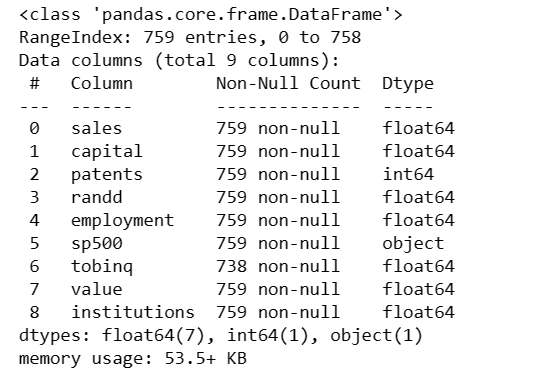 <class 'pandas.core.frame.DataFrame'>
RangeIndex: 759 entries, 0 to 758
Data columns (total 9 columns):
 #   Column        Non-Null Count  Dtype
---  ------        --------------  -----
 0   sales         759 non-null    float64
 1   capital       759 non-null    float64
 2   patents       759 non-null    int64
 3   randd         759 non-null    float64
 4   employment    759 non-null    float64
 5   sp500         759 non-null    object
 6   tobinq        738 non-null    float64
 7   value         759 non-null    float64
 8   institutions  759 non-null    float64
dtypes: float64(7), int64(1), object(1)
memory usage: 53.5+ KB